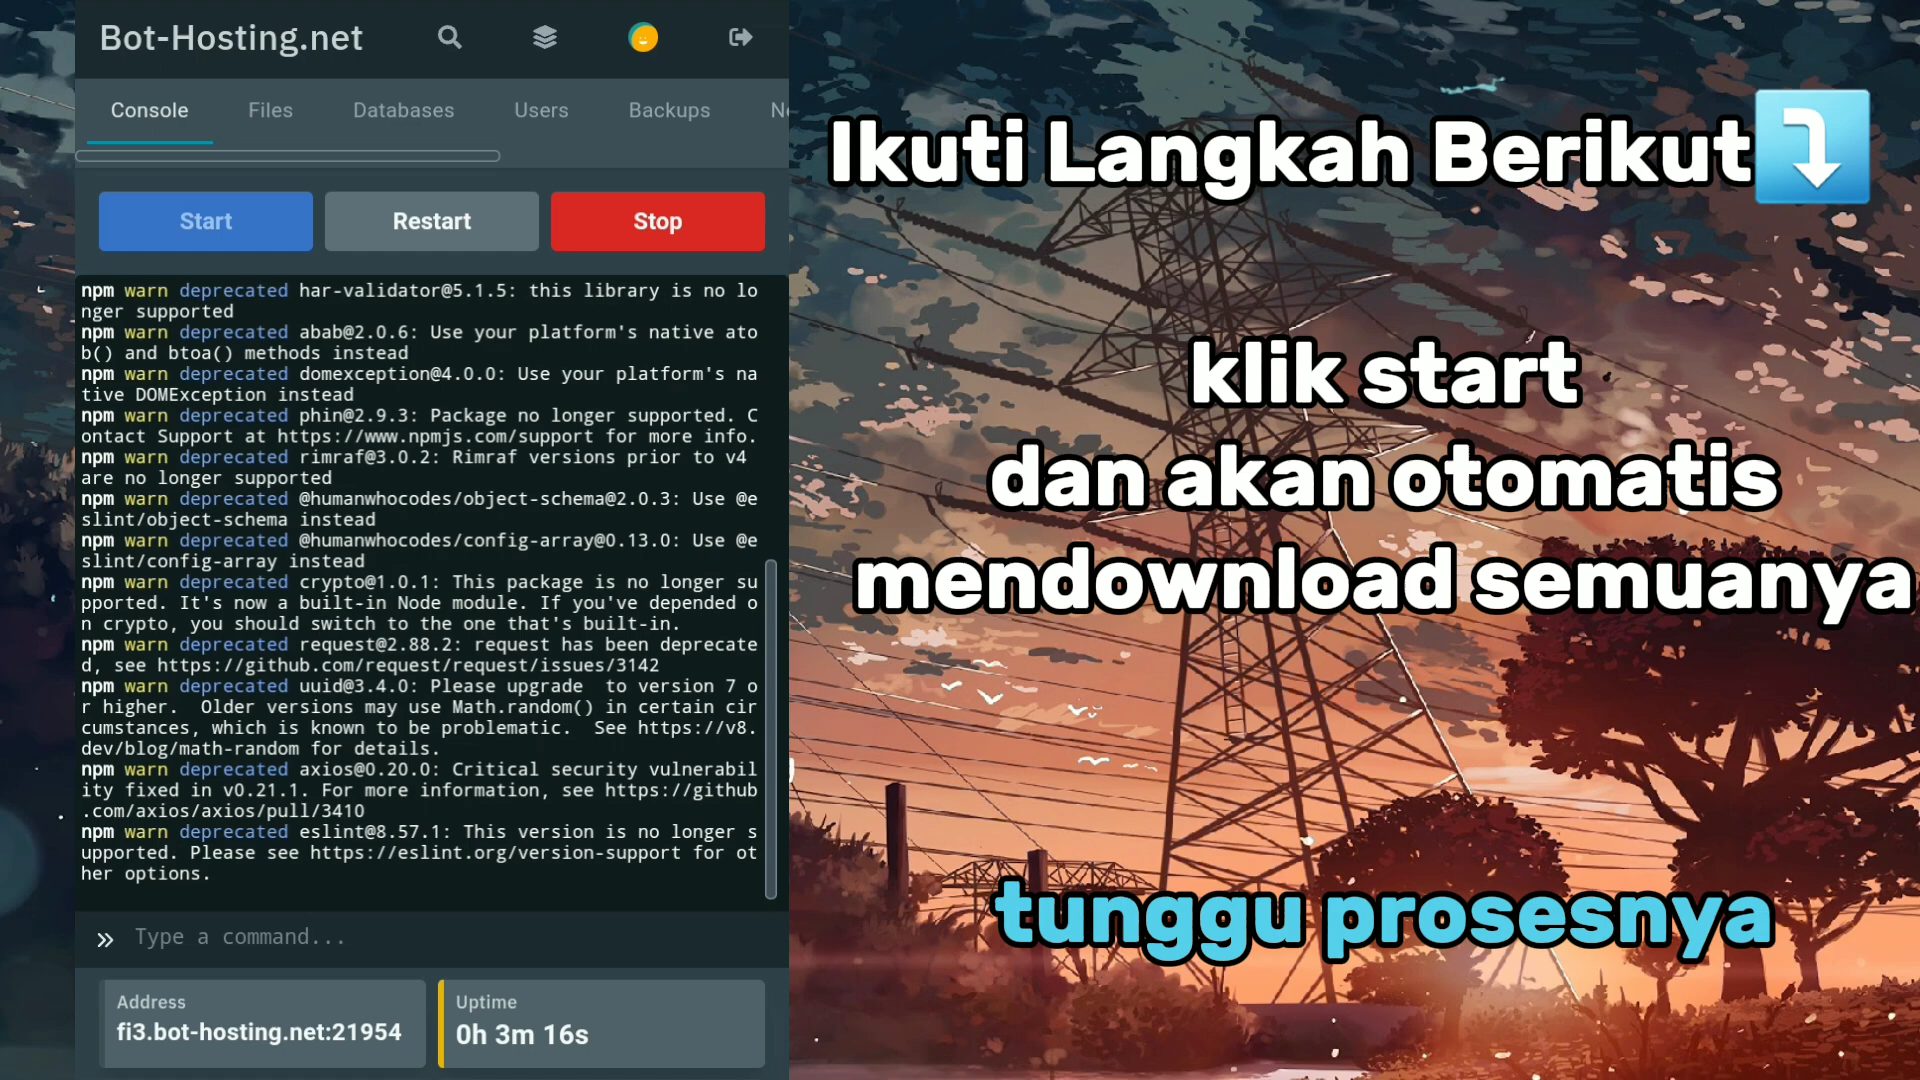 Bot-Hosting.net
Console Files Databases Users Backups
Start Restart Stop
npm warn deprecated har-validator@5.1.5: this library is no lo
nger supported
npm warn deprecated abab@2.0.6: Use your platform's native ato
b() and btoa() methods instead
npm warn deprecated domexception@4.0.0: Use your platform's na
tive DOMException instead
npm warn deprecated phin@2.9.3: Package no longer supported. C
ontact Support at https://www.npmjs.com/support for more info.
npm warn deprecated rimraf@3.0.2: Rimraf versions prior to v4
are no longer supported
npm warn deprecated @humanwhocodes/object-schema@2.0.3: Use @e
slint/object-schema instead
npm warn deprecated @humanwhocodes/config-array@0.13.0: Use @e
slint/config-array instead
npm warn deprecated crypto@1.0.1: This package is no longer su
pported. It's now a built-in Node module. If you've depended o
n crypto, you should switch to the one that's built-in.
npm warn deprecated request@2.88.2: request has been deprecate
d, see https://github.com/request/request/issues/3142
npm warn deprecated uuid@3.4.0: Please upgrade  to version 7 o
r higher.  Older versions may use Math.random() in certain cir
cumstances, which is known to be problematic.  See https://v8.
dev/blog/math-random for details.
npm warn deprecated axios@0.20.0: Critical security vulnerabil
ity fixed in v0.21.1. For more information, see https://github
.com/axios/axios/pull/3410
npm warn deprecated eslint@8.57.1: This version is no longer s
upported. Please see https://eslint.org/version-support for ot
her options.
» Type a command...
Address
fi3.bot-hosting.net:21954
Uptime
0h 3m 16s
Ikuti Langkah Berikut⤵️
klik start
dan akan otomatis
mendownload semuanya
tunggu prosesnya